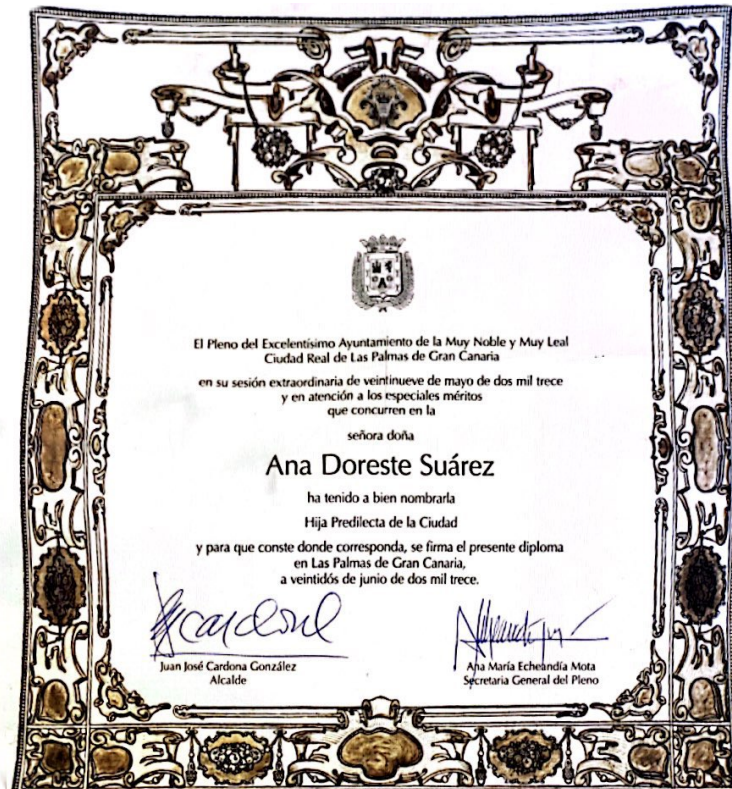 El Pleno del Excelentísimo Ayuntamiento de la Muy Noble y Muy Leal
Ciudad Real de Las Palmas de Gran Canaria
en su sesión extraordinaria de veintinueve de mayo de dos mil trece
y en atención a los especiales méritos
que concurren en la
señora doña
Ana Doreste Suárez
ha tenido a bien nombrarla
Hija Predilecta de la Ciudad
y para que conste donde corresponda, se firma el presente diploma
en Las Palmas de Gran Canaria,
a veintidós de junio de dos mil trece.
Juan José Cardona González
Alcalde
Ana María Echeandía Mota
Secretaria General del Pleno